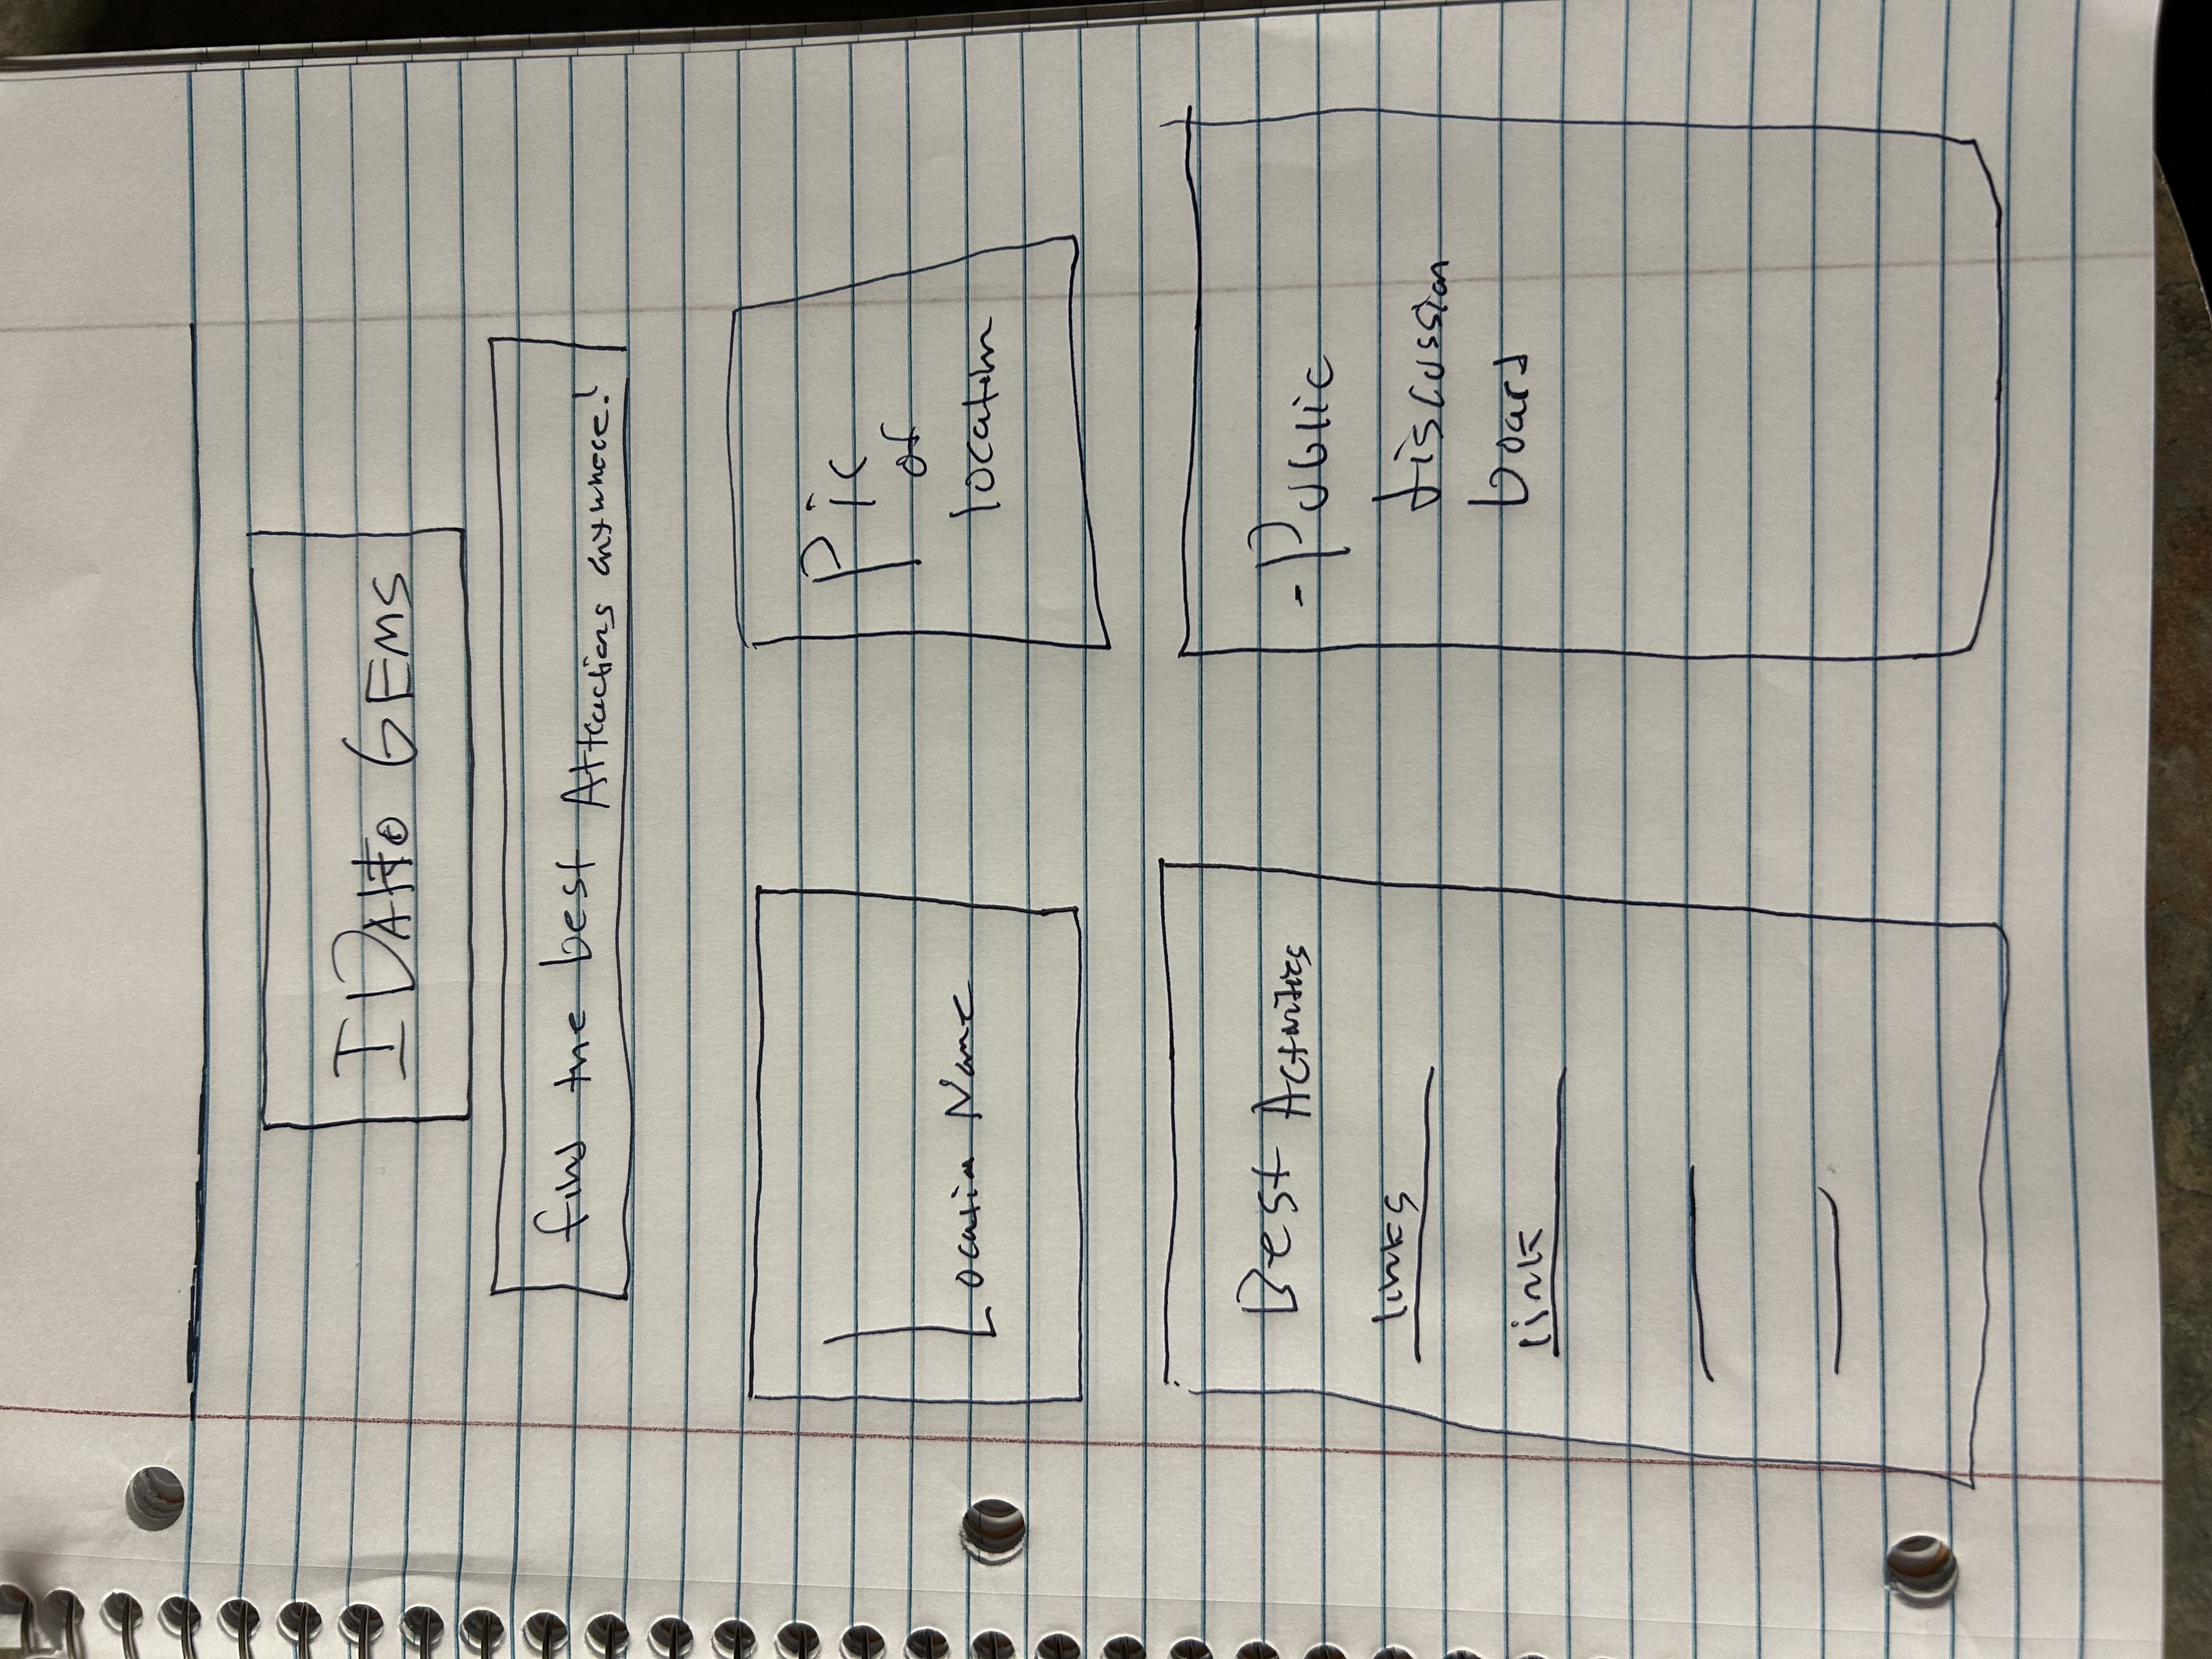 IDAHO GEMS
find the best Attractions anywhere!
Location Name
Pic
of
location
Best Activities
links
link
- Public
discussion
board